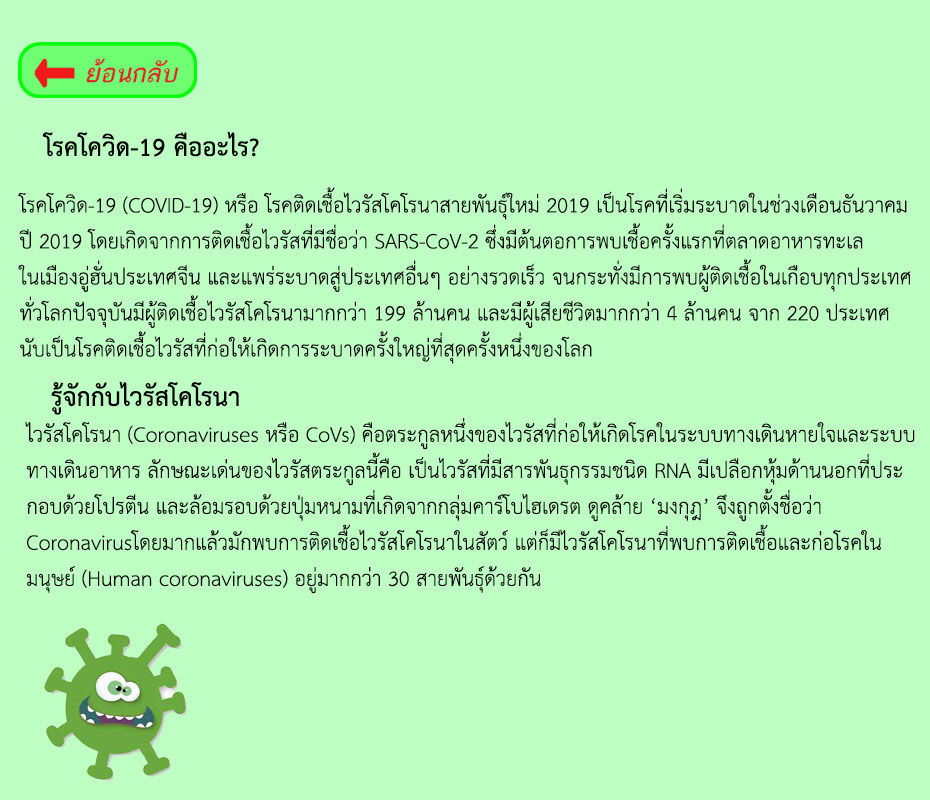 ย้อนกลับ
โรคโควิด-19 คืออะไร?
โรคโควิด-19 (COVID-19) หรือ โรคติดเชื้อไวรัสโคโรนาสายพันธุ์ใหม่ 2019 เป็นโรคที่เริ่มระบาดในช่วงเดือนธันวาคม
ปี 2019 โดยเกิดจากการติดเชื้อไวรัสที่มีชื่อว่า SARS-CoV-2 ซึ่งมีต้นตอการพบเชื้อครั้งแรกที่ตลาดอาหารทะเล
ในเมืองอู่ฮั่นประเทศจีน และแพร่ระบาดสู่ประเทศอื่นๆ อย่างรวดเร็ว จนกระทั่งมีการพบผู้ติดเชื้อในเกือบทุกประเทศ
ทั่วโลกปัจจุบันมีผู้ติดเชื้อไวรัสโคโรนามากกว่า 199 ล้านคน และมีผู้เสียชีวิตมากกว่า 4 ล้านคน จาก 220 ประเทศ
นับเป็นโรคติดเชื้อไวรัสที่ก่อให้เกิดการระบาดครั้งใหญ่ที่สุดครั้งหนึ่งของโลก
รู้จักกับไวรัสโคโรนา
ไวรัสโคโรนา (Coronaviruses หรือ CoVs) คือตระกูลหนึ่งของไวรัสที่ก่อให้เกิดโรคในระบบทางเดินหายใจและระบบ
ทางเดินอาหาร ลักษณะเด่นของไวรัสตระกูลนี้คือ เป็นไวรัสที่มีสารพันธุกรรมชนิด RNA มีเปลือกหุ้มด้านนอกที่ประ
กอบด้วยโปรตีน และล้อมรอบด้วยปุ่มหนามที่เกิดจากกลุ่มคาร์โบไฮเดรต ดูคล้าย ‘มงกุฎ’ จึงถูกตั้งชื่อว่า
Coronavirusโดยมากแล้วมักพบการติดเชื้อไวรัสโคโรนาในสัตว์ แต่ก็มีไวรัสโคโรนาที่พบการติดเชื้อและก่อโรคใน
มนุษย์ (Human coronaviruses) อยู่มากกว่า 30 สายพันธุ์ด้วยกัน